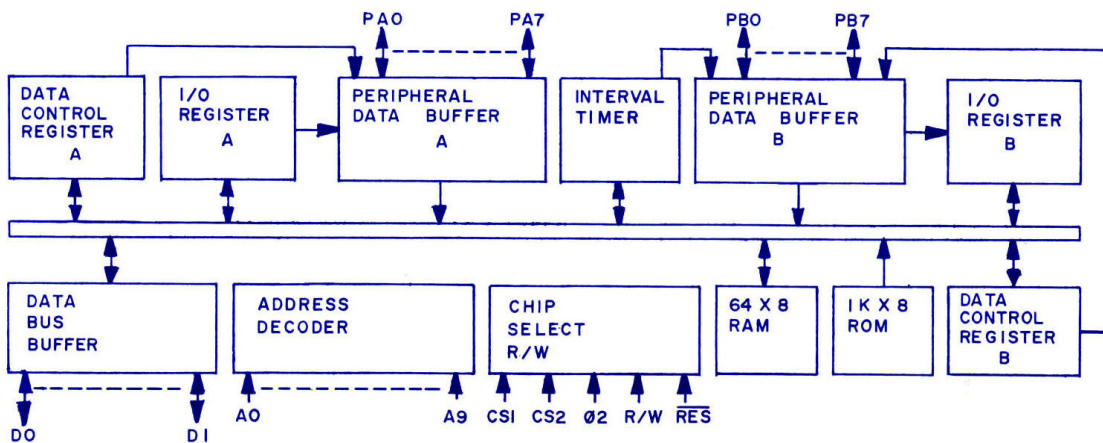 PA0 PA7 PB0 PB7
DATA
CONTROL
REGISTER
A
I/O
REGISTER
A
PERIPHERAL
DATA BUFFER
A
INTERVAL
TIMER
PERIPHERAL
DATA BUFFER
B
I/O
REGISTER
B
DATA
BUS
BUFFER
ADDRESS
DECODER
CHIP
SELECT
R/W
64 X 8
RAM
1K X 8
ROM
DATA
CONTROL
REGISTER
B
D0 D1 A0 A9 CS1 CS2 Ø2 R/W R̅E̅S̅